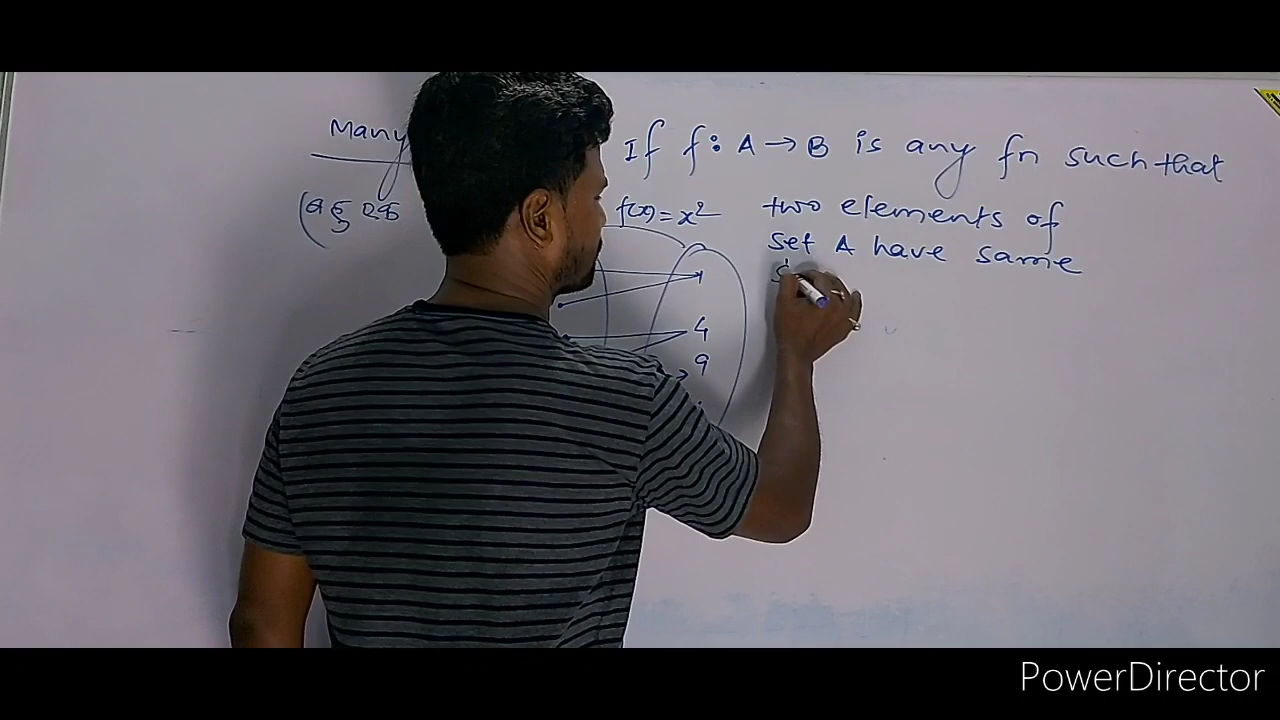 Many
If f: A → B is any fn such that
f(x) = x² two elements of
set A have same
4
9
PowerDirector